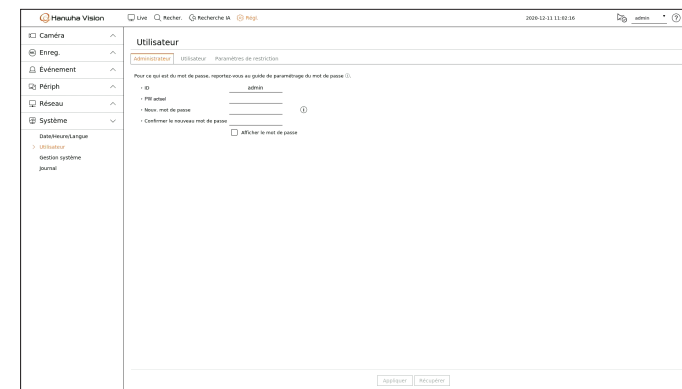 Hanwha Vision
Live Recher. Recherche IA Régl. 2020-12-11 11:02:16 admin
Caméra
Enreg.
Événement
Périph
Réseau
Système
Date/Heure/Langue
Utilisateur
Gestion système
Journal
Utilisateur
Administrateur Utilisateur Paramètres de restriction
Pour ce qui est du mot de passe, reportez-vous au guide de paramétrage du mot de passe
ID admin
PW actuel
Nouv. mot de passe
Confirmer le nouveau mot de passe
Afficher le mot de passe
Appliquer Récupérer